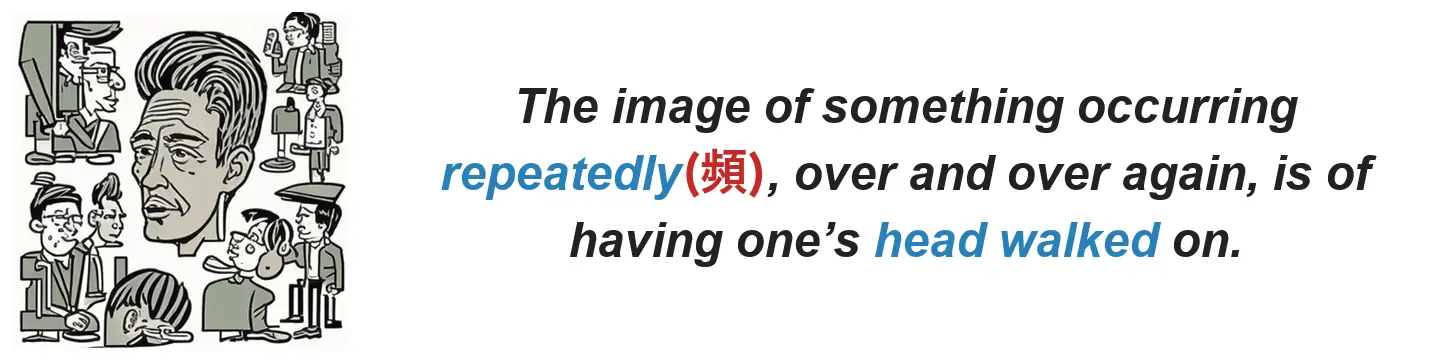 The image of something occurring
repeatedly(頻), over and over again, is of
having one’s head walked on.